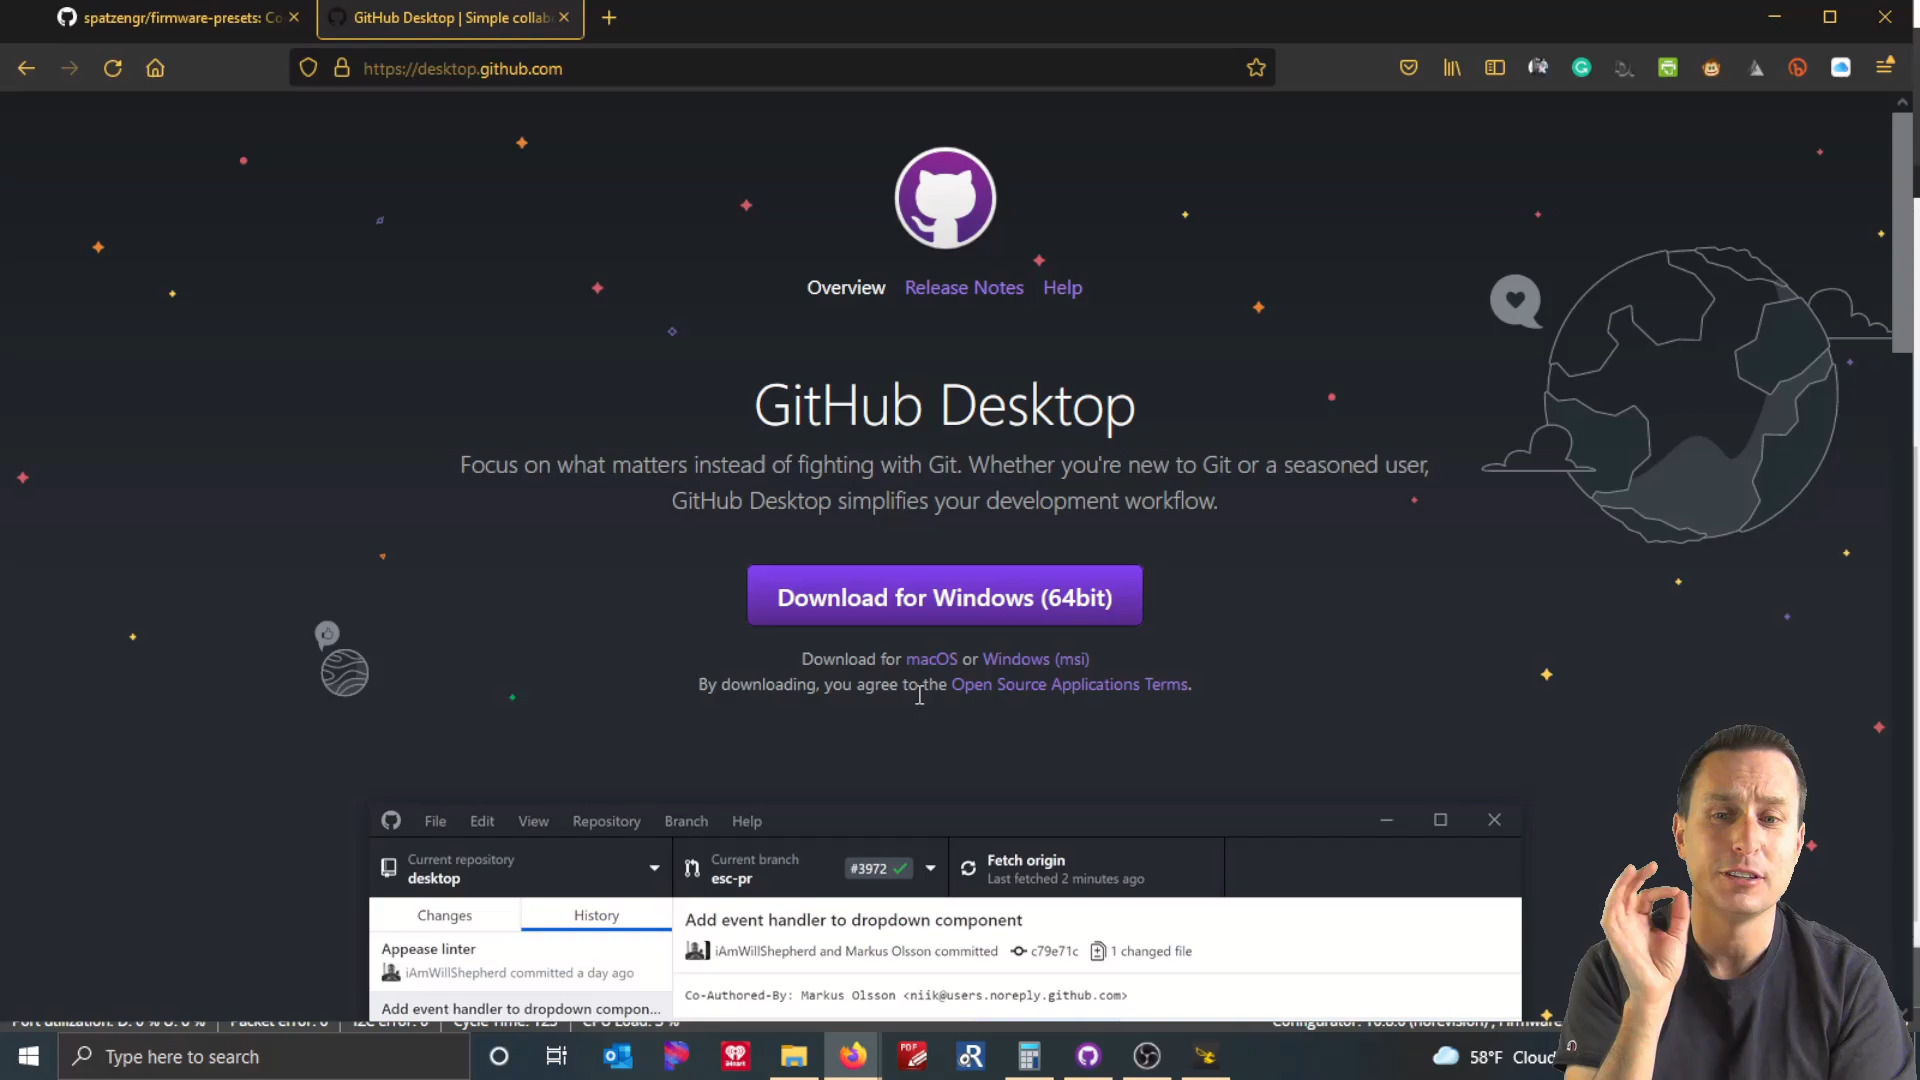 spatzengr/firmware-presets: Co
GitHub Desktop | Simple collab
https://desktop.github.com
Overview Release Notes Help
GitHub Desktop
Focus on what matters instead of fighting with Git. Whether you're new to Git or a seasoned user,
GitHub Desktop simplifies your development workflow.
Download for Windows (64bit)
Download for macOS or Windows (msi)
By downloading, you agree to the Open Source Applications Terms.
File Edit View Repository Branch Help
Current repository
desktop
Current branch
esc-pr
#3972
Fetch origin
Last fetched 2 minutes ago
Changes History
Appease linter
iAmWillShepherd committed a day ago
Add event handler to dropdown compon...
Add event handler to dropdown component
iAmWillShepherd and Markus Olsson committed c79e71c 1 changed file
Co-Authored-By: Markus Olsson <niik@users.noreply.github.com>
Type here to search
PDF
58°F Cloud